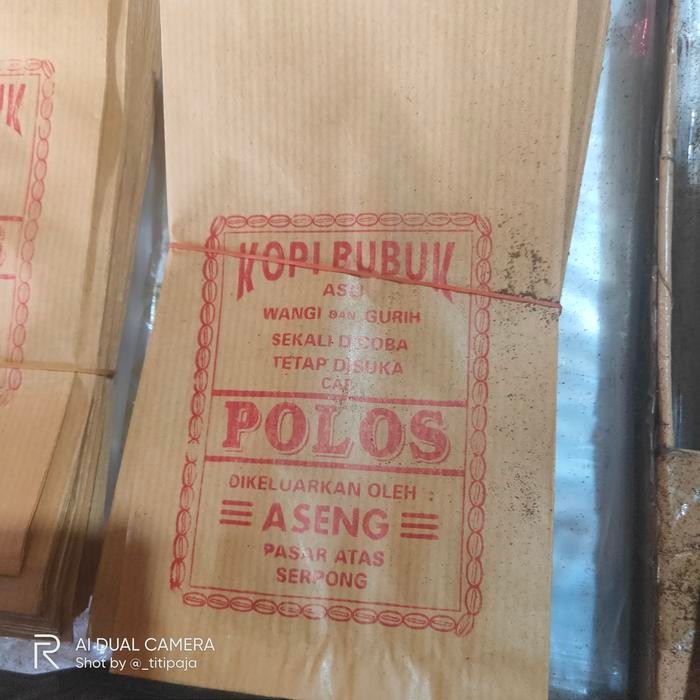 KOPI BUBUK
WANGI DAN GURIH
SEKALI DICOBA
TETAP DISUKA
CAP
POLOS
DIKELUARKAN OLEH :
ASENG
PASAR ATAS
SERPONG
UK
AI DUAL CAMERA
Shot by @_titipaja